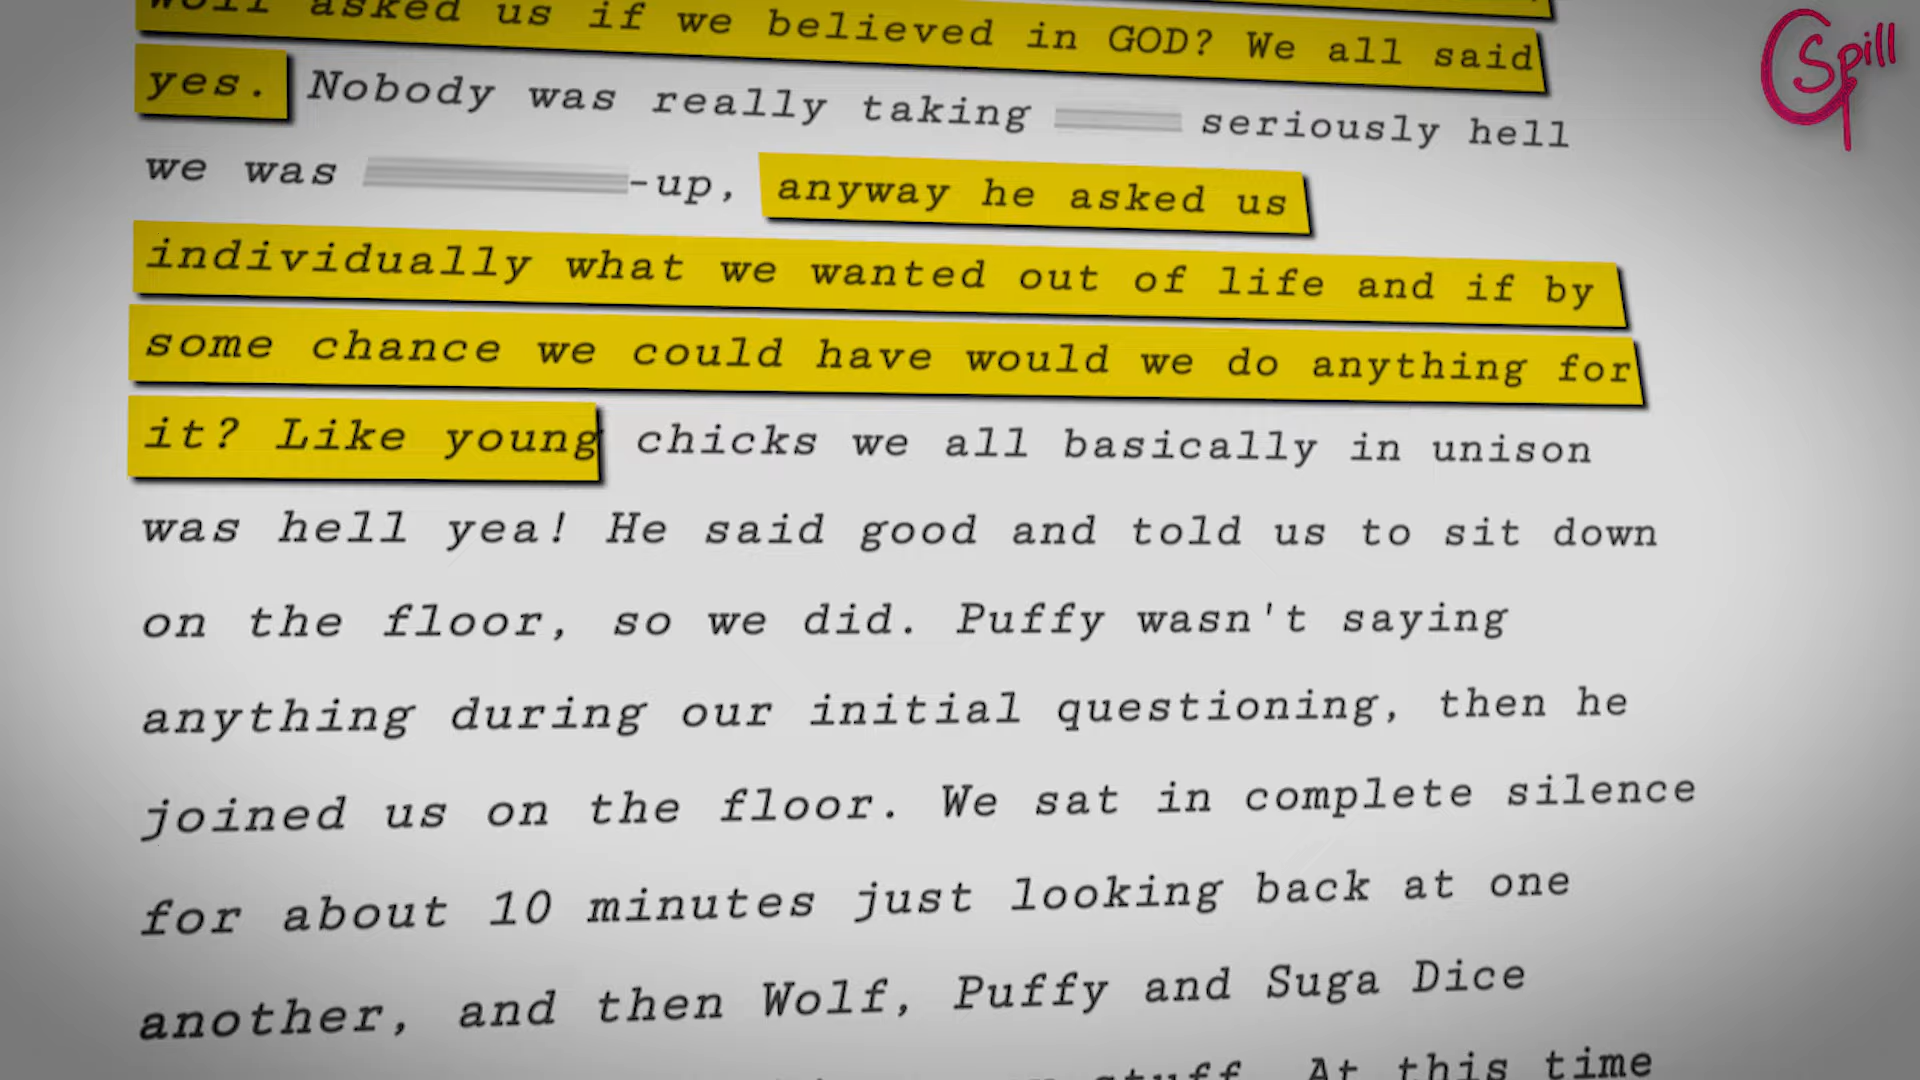 asked us if we believed in GOD? We all said
yes. Nobody was really taking seriously hell
we was -up, anyway he asked us
individually what we wanted out of life and if by
some chance we could have would we do anything for
it? Like young chicks we all basically in unison
was hell yea! He said good and told us to sit down
on the floor, so we did. Puffy wasn't saying
anything during our initial questioning, then he
joined us on the floor. We sat in complete silence
for about 10 minutes just looking back at one
another, and then Wolf, Puffy and Suga Dice
stuff. At this time
GSpill